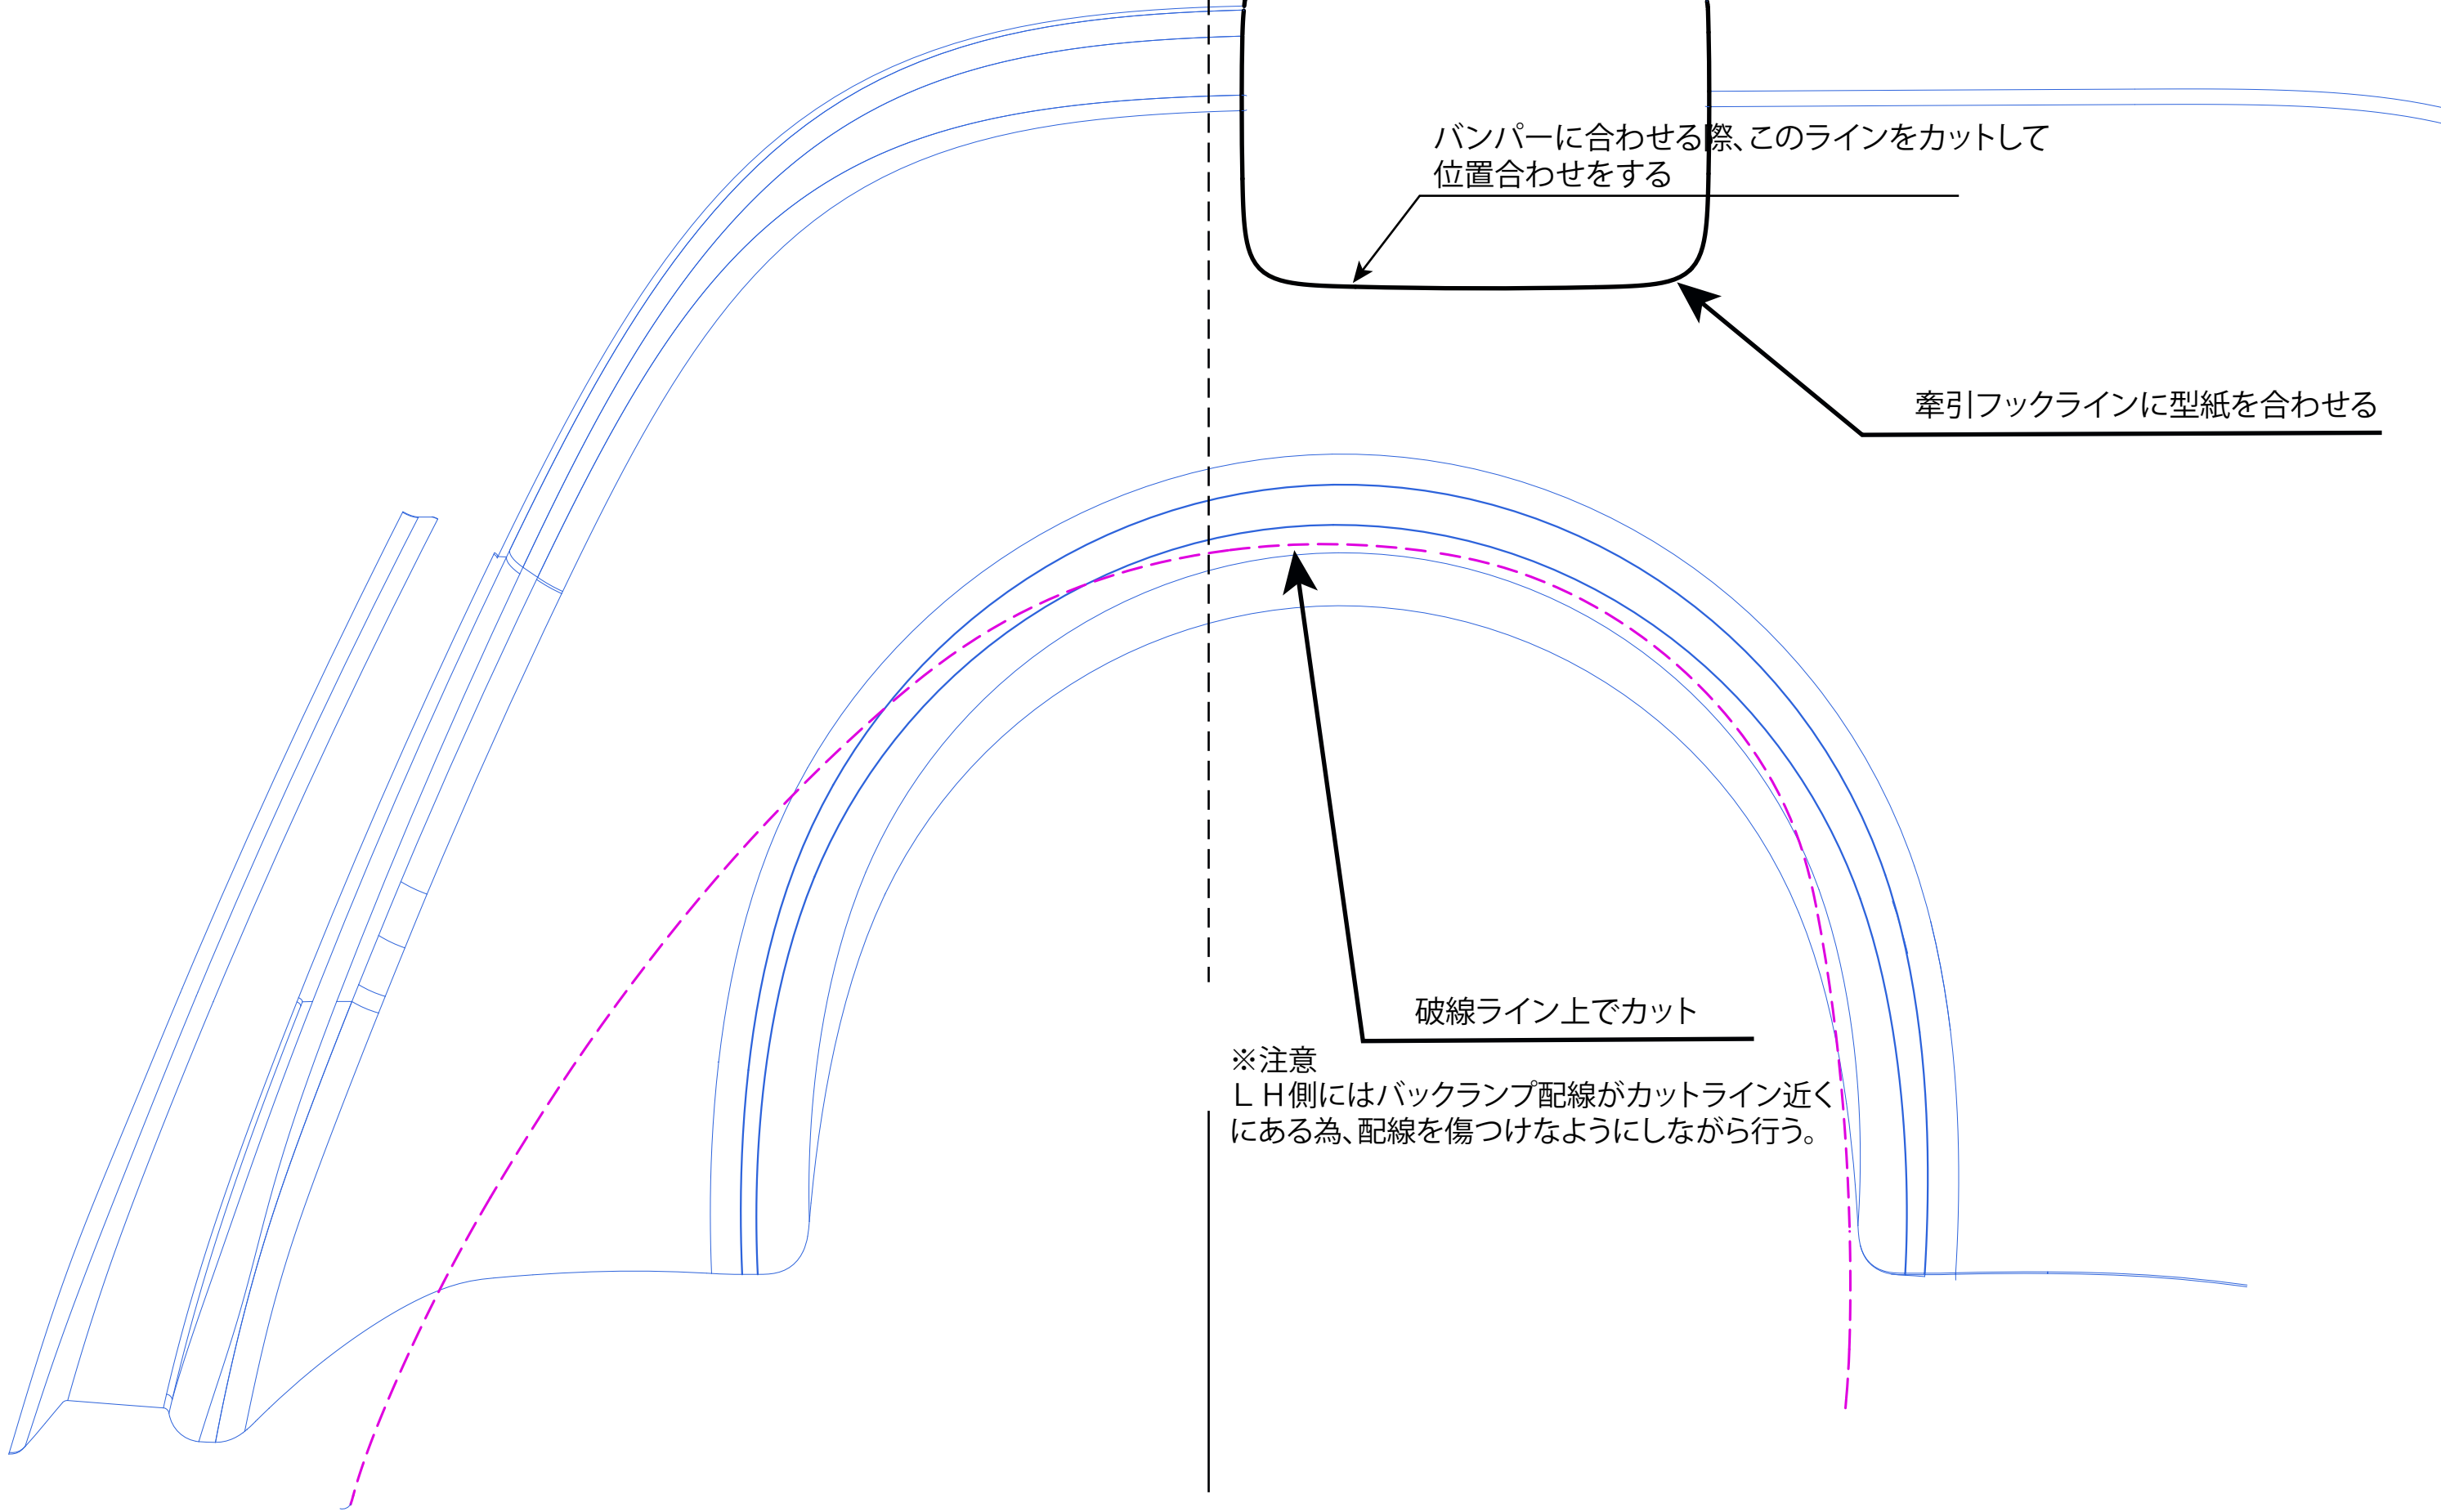 バンパーに合わせる際、このラインをカットして
位置合わせをする
牽引フックラインに型紙を合わせる
破線ライン上でカット
※注意
ＬＨ側にはバックランプ配線がカットライン近く
にある為、配線を傷つけなようにしながら行う。